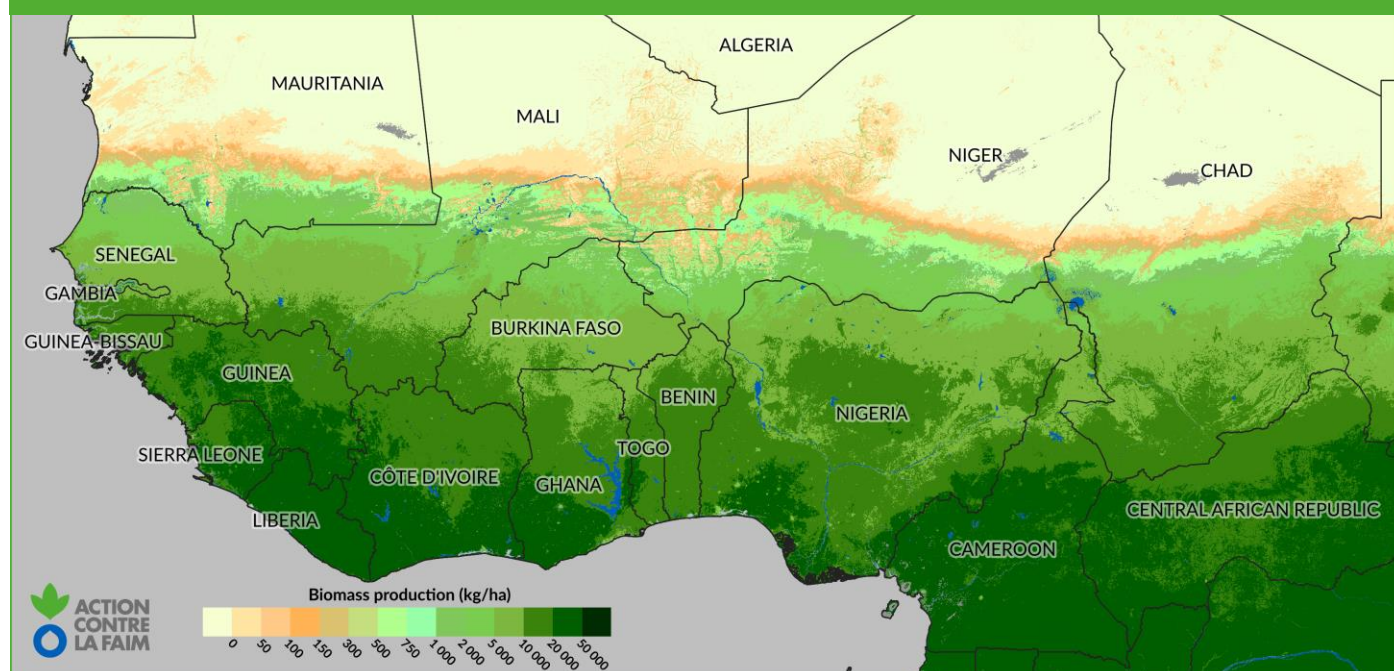 ALGERIA
MAURITANIA
MALI
NIGER
CHAD
SENEGAL
GAMBIA
BURKINA FASO
GUINEA-BISSAU
GUINEA
BENIN
NIGERIA
SIERRA LEONE
TOGO
CÔTE D'IVOIRE
GHANA
LIBERIA
CENTRAL AFRICAN REPUBLIC
CAMEROON
ACTION
CONTRE
LA FAIM
Biomass production (kg/ha)
0 50 100 150 300 500 750 1 000 2 000 5 000 10 000 20 000 50 000